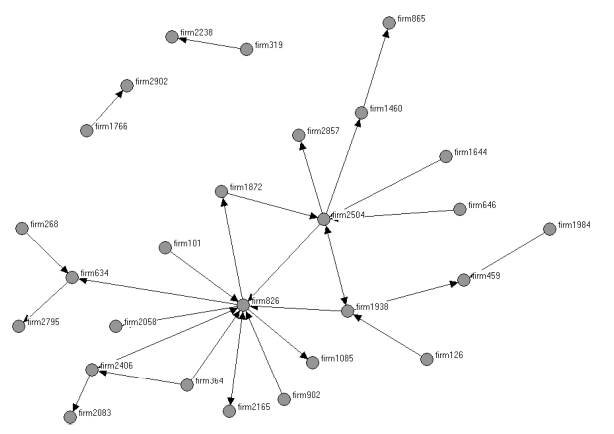 firm865
firm2238
firm319
firm2902
firm1460
firm1766
firm2857
firm1644
firm1872
firm646
firm2504
firm268
firm1984
firm101
firm634
firm459
firm826
firm1938
firm2795
firm2058
firm126
firm1085
firm2406
firm364
firm902
firm2165
firm2083